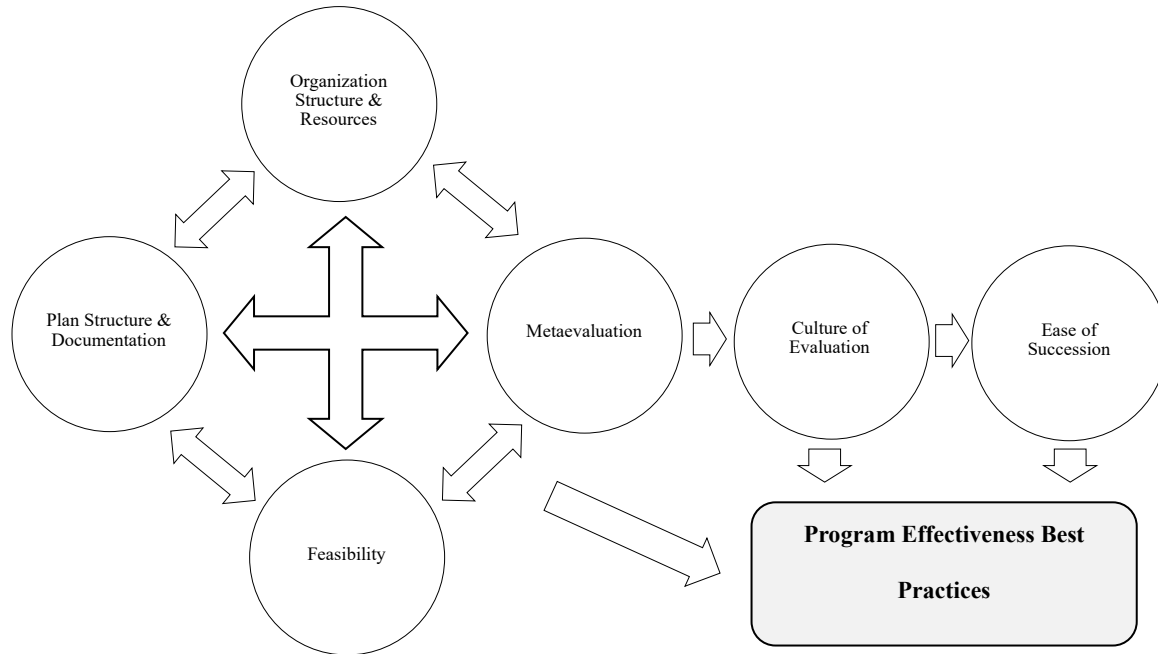 Organization
Structure &
Resources
Plan Structure &
Documentation
Metaevaluation
Culture of
Evaluation
Ease of
Succession
Feasibility
Program Effectiveness Best
Practices